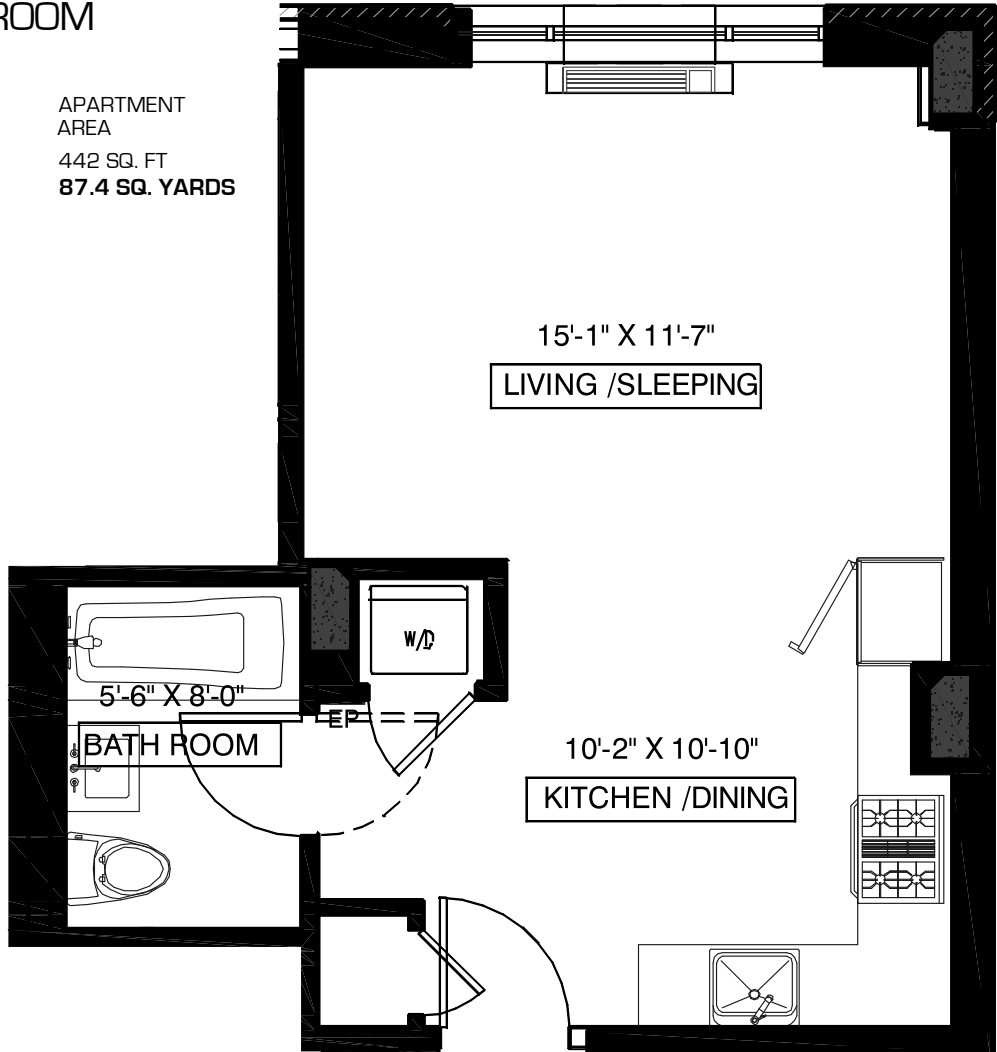 ROOM
APARTMENT
AREA
442 SQ. FT
87.4 SQ. YARDS
15'-1" X 11'-7"
LIVING /SLEEPING
W/D
5'-6" X 8'-0"
EP
BATH ROOM
10'-2" X 10'-10"
KITCHEN /DINING